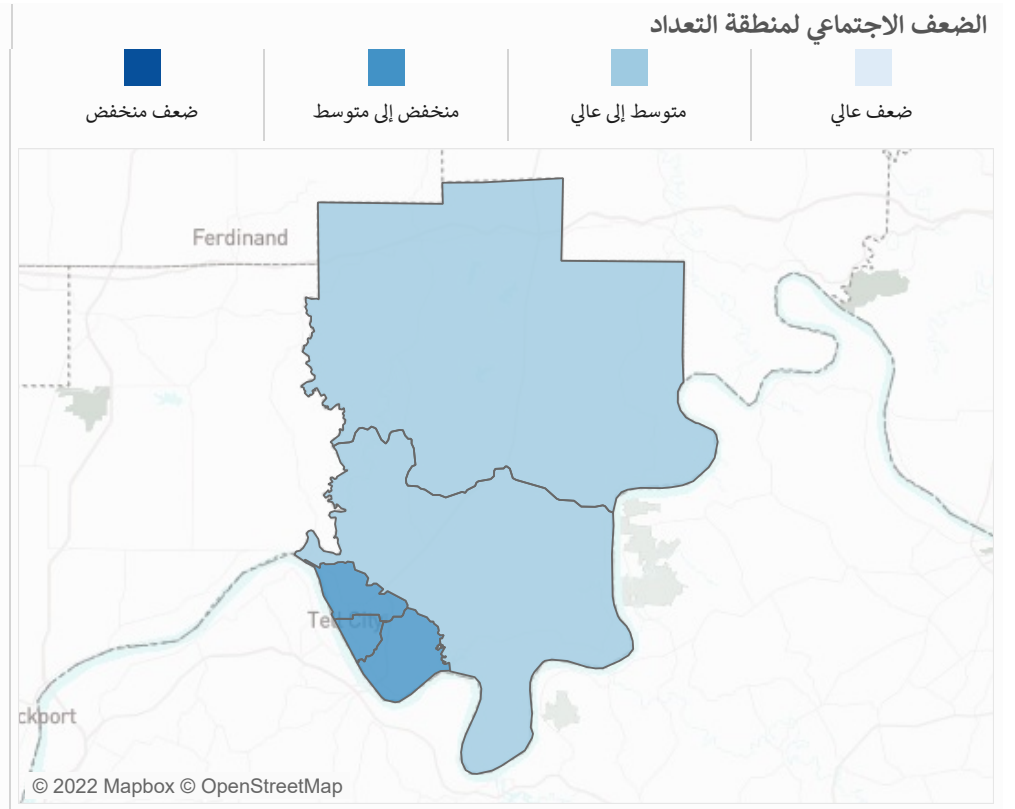 الضعف الاجتماعي لمنطقة التعداد
ضعف عالي
متوسط إلى عالي
منخفض إلى متوسط
ضعف منخفض
Ferdinand
Tell City
ckport
© 2022 Mapbox © OpenStreetMap